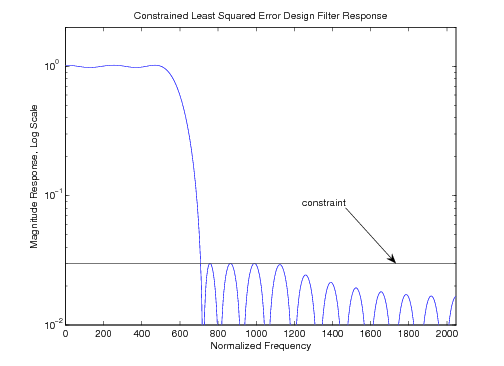 Constrained Least Squared Error Design Filter Response
Magnitude Response, Log Scale
10^0
10^-1
10^-2
constraint
0 200 400 600 800 1000 1200 1400 1600 1800 2000
Normalized Frequency